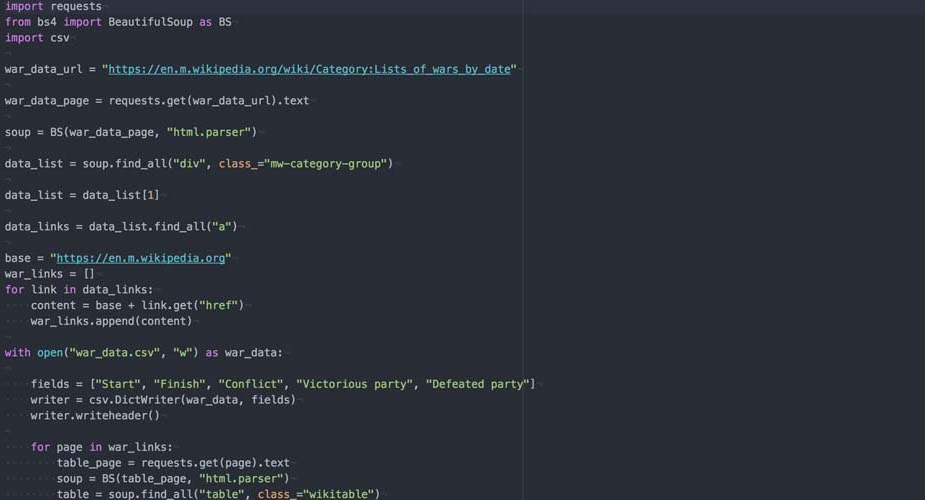 import requests
from bs4 import BeautifulSoup as BS
import csv
war_data_url = "https://en.m.wikipedia.org/wiki/Category:Lists_of_wars_by_date"
war_data_page = requests.get(war_data_url).text
soup = BS(war_data_page, "html.parser")
data_list = soup.find_all("div", class_="mw-category-group")
data_list = data_list[1]
data_links = data_list.find_all("a")
base = "https://en.m.wikipedia.org"
war_links = []
for link in data_links:
    content = base + link.get("href")
    war_links.append(content)
with open("war_data.csv", "w") as war_data:
    fields = ["Start", "Finish", "Conflict", "Victorious party", "Defeated party"]
    writer = csv.DictWriter(war_data, fields)
    writer.writeheader()
    for page in war_links:
        table_page = requests.get(page).text
        soup = BS(table_page, "html.parser")
        table = soup.find_all("table", class_="wikitable")